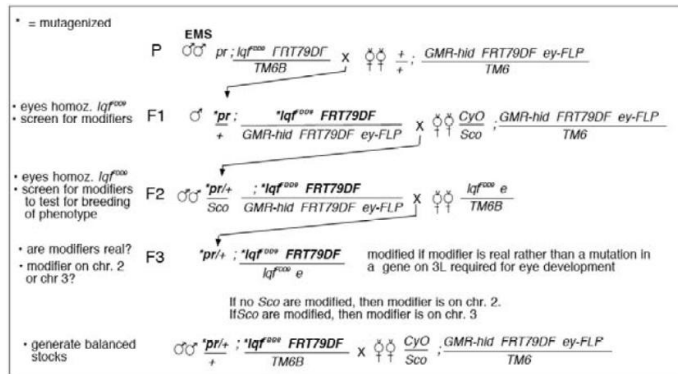 * = mutagenized
EMS
P ♂♂ pr ; lqf FRT79D / TM6B X ☿☿ + / + ; GMR-hid FRT79DF ey-FLP / TM6
• eyes homoz. lqf
• screen for modifiers
F1 ♂ *pr / + ; *lqf FRT79DF / GMR-hid FRT79DF ey-FLP X ☿☿ CyO / Sco ; GMR-hid FRT79DF ey-FLP / TM6
• eyes homoz. lqf
• screen for modifiers
to test for breeding
of phenotype
F2 ♂♂ *pr/+ / Sco ; *lqf FRT79DF / GMR-hid FRT79DF ey-FLP X ☿☿ lqf e / TM6B
• are modifiers real?
• modifier on chr. 2
or chr 3?
F3 *pr/+ ; *lqf FRT79DF / lqf e
modified if modifier is real rather than a mutation in
a gene on 3L required for eye development
If no Sco are modified, then modifier is on chr. 2.
If Sco are modified, then modifier is on chr. 3
• generate balanced
stocks
♂♂ *pr/+ / + ; *lqf FRT79DF / TM6B X ☿☿ CyO / Sco ; GMR-hid FRT79DF ey-FLP / TM6